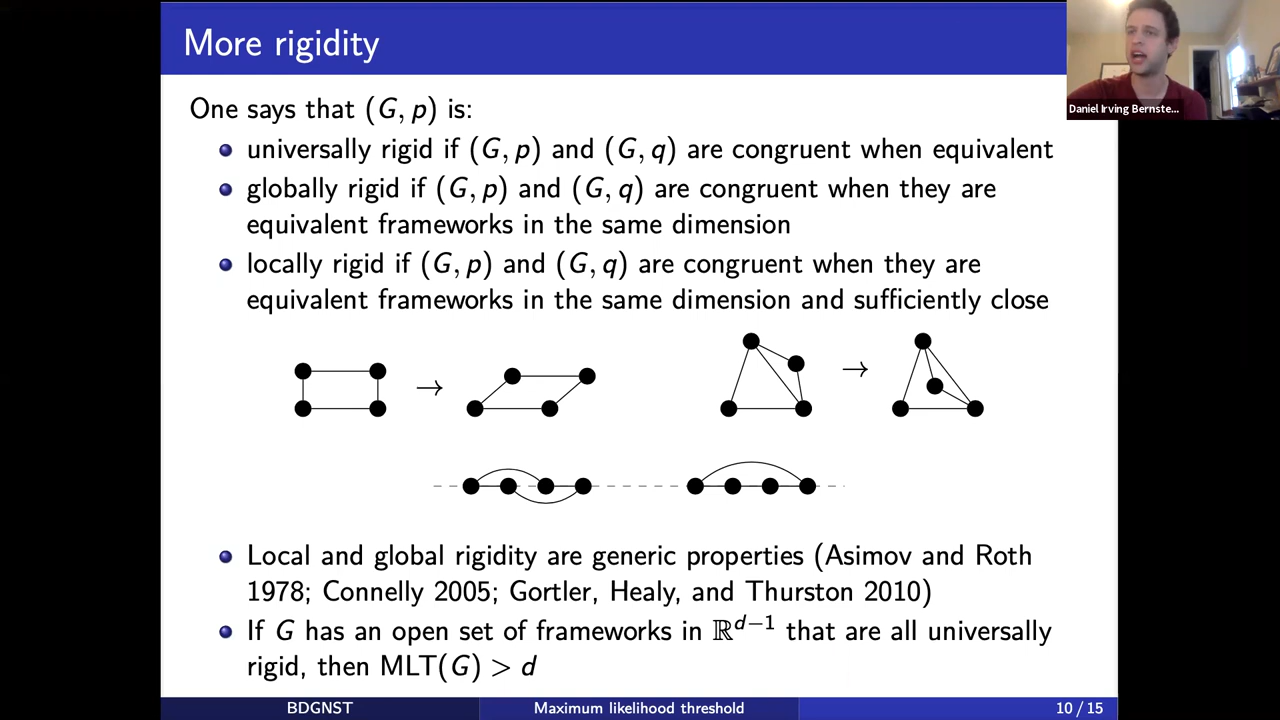 More rigidity
Daniel Irving Bernste...
One says that (G, p) is:
universally rigid if (G, p) and (G, q) are congruent when equivalent
globally rigid if (G, p) and (G, q) are congruent when they are
equivalent frameworks in the same dimension
locally rigid if (G, p) and (G, q) are congruent when they are
equivalent frameworks in the same dimension and sufficiently close
→ →
Local and global rigidity are generic properties (Asimov and Roth
1978; Connelly 2005; Gortler, Healy, and Thurston 2010)
If G has an open set of frameworks in ℝ^{d−1} that are all universally
rigid, then MLT(G) > d
BDGNST Maximum likelihood threshold 10 / 15